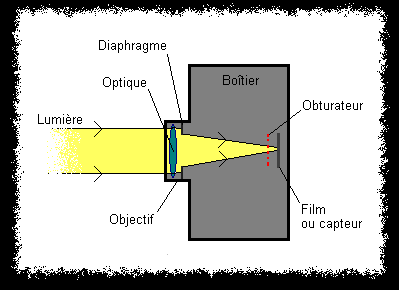 Diaphragme
Optique
Boîtier
Obturateur
Lumière
Objectif
Film
ou capteur